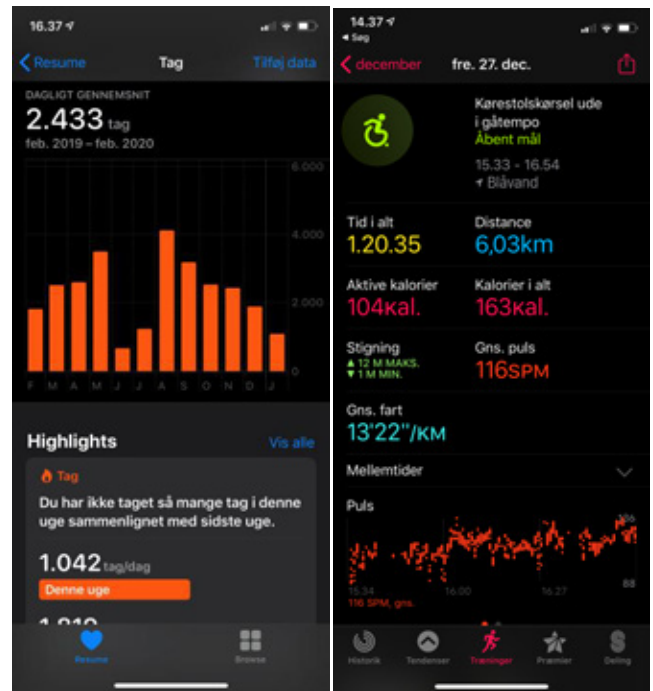 16.37
Resume
Tag
Tilføj data
DAGLIGT GENNEMSNIT
2.433 tag
feb. 2019 – feb. 2020
6.000
4.000
2.000
0
F M A M J J A S O N D J
Highlights
Vis alle
Tag
Du har ikke taget så mange tag i denne
uge sammenlignet med sidste uge.
1.042 tag/dag
Denne uge
Resume
Browse
14.37
Søg
december
fre. 27. dec.
Kørestolskørsel ude
i gåtempo
Åbent mål
15.33 - 16.54
Blåvand
Tid i alt
1.20.35
Distance
6,03KM
Aktive kalorier
104KAL.
Kalorier i alt
163KAL.
Stigning
▲ 12 M MAKS.
▼ 1 M MIN.
Gns. puls
116SPM
Gns. fart
13'22"/KM
Mellemtider
Puls
88
15.34
16.00
16.27
116 SPM, gns.
Historik
Tendenser
Træninger
Præmier
Deling